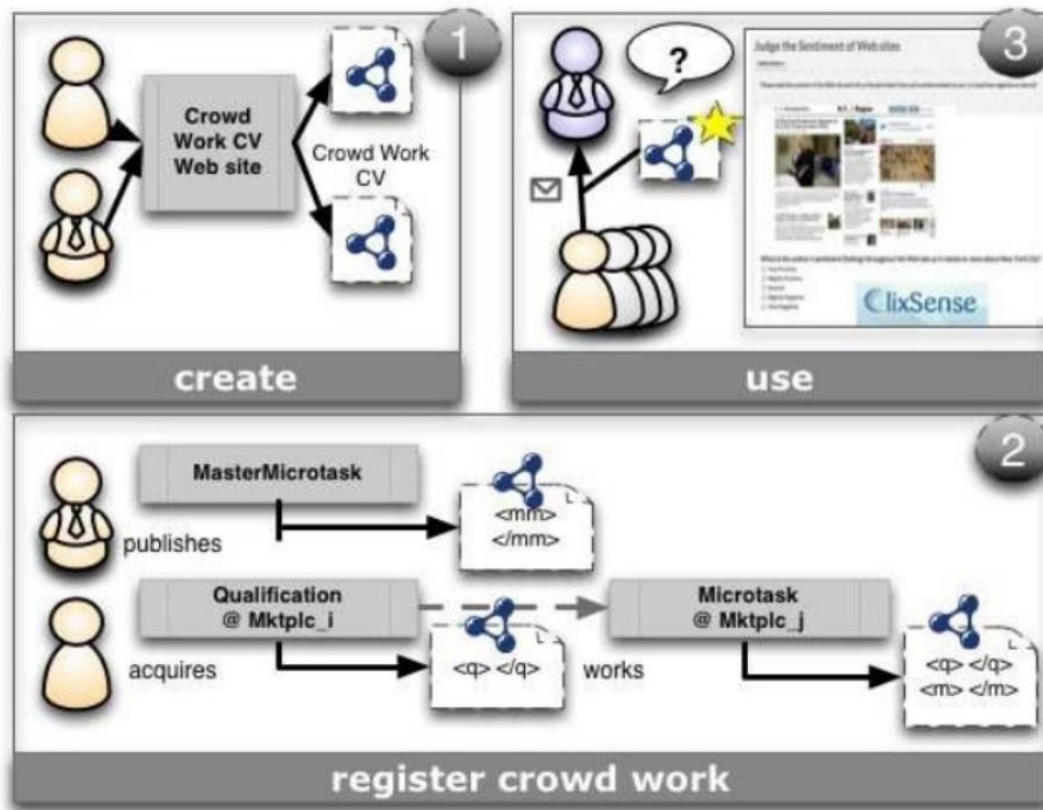 1
Crowd
Work CV
Web site
Crowd Work
CV
create
3
?
Judge the Sentiment of Web sites
ClixSense
use
2
MasterMicrotask
publishes
<mm>
</mm>
Qualification
@ Mktplc_i
acquires
<q> </q>
works
Microtask
@ Mktplc_j
<q> </q>
<m> </m>
register crowd work